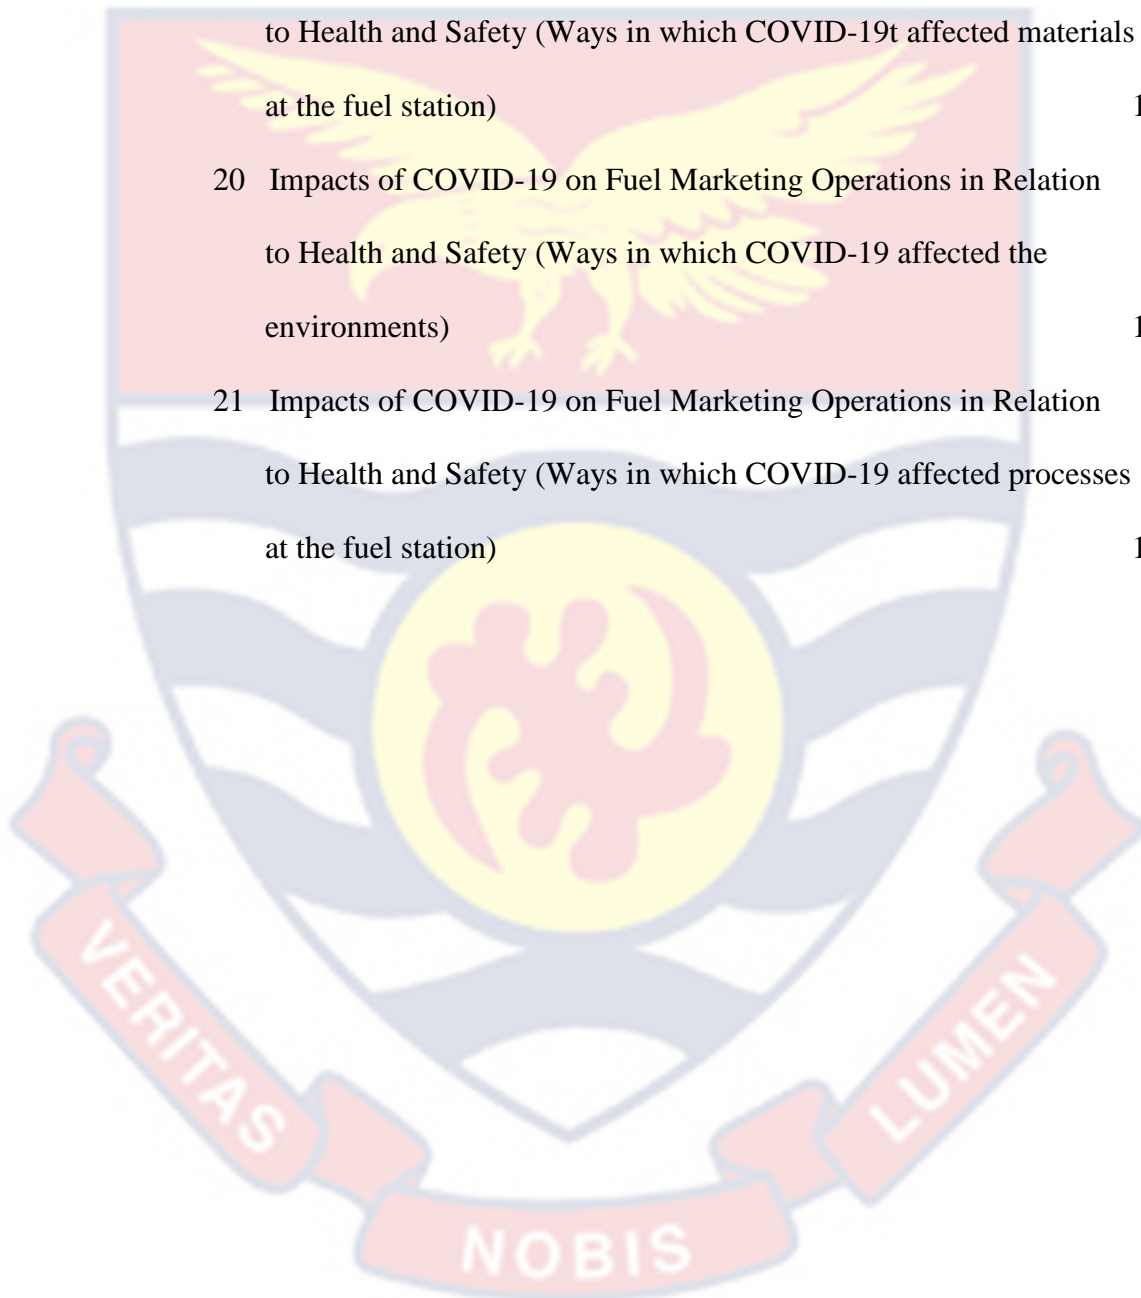 to Health and Safety (Ways in which COVID-19t affected materials
at the fuel station) 1
20 Impacts of COVID-19 on Fuel Marketing Operations in Relation
to Health and Safety (Ways in which COVID-19 affected the
environments) 1
21 Impacts of COVID-19 on Fuel Marketing Operations in Relation
to Health and Safety (Ways in which COVID-19 affected processes
at the fuel station) 1
VERITAS
NOBIS
LUMEN